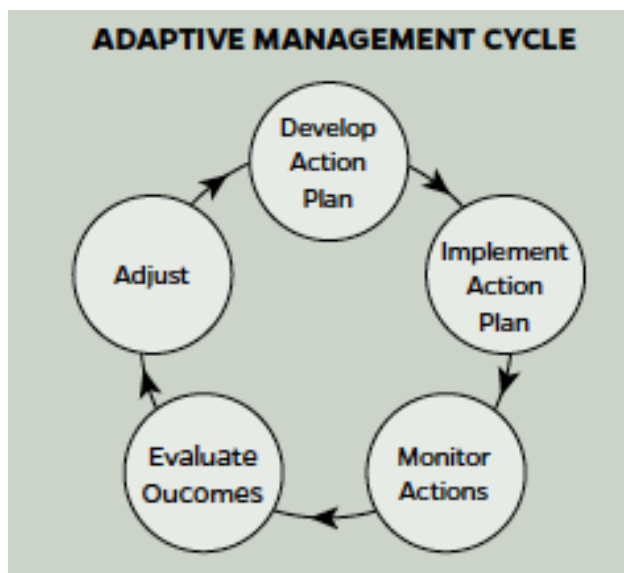 ADAPTIVE MANAGEMENT CYCLE
Develop
Action
Plan
Implement
Action
Plan
Monitor
Actions
Evaluate
Oucomes
Adjust